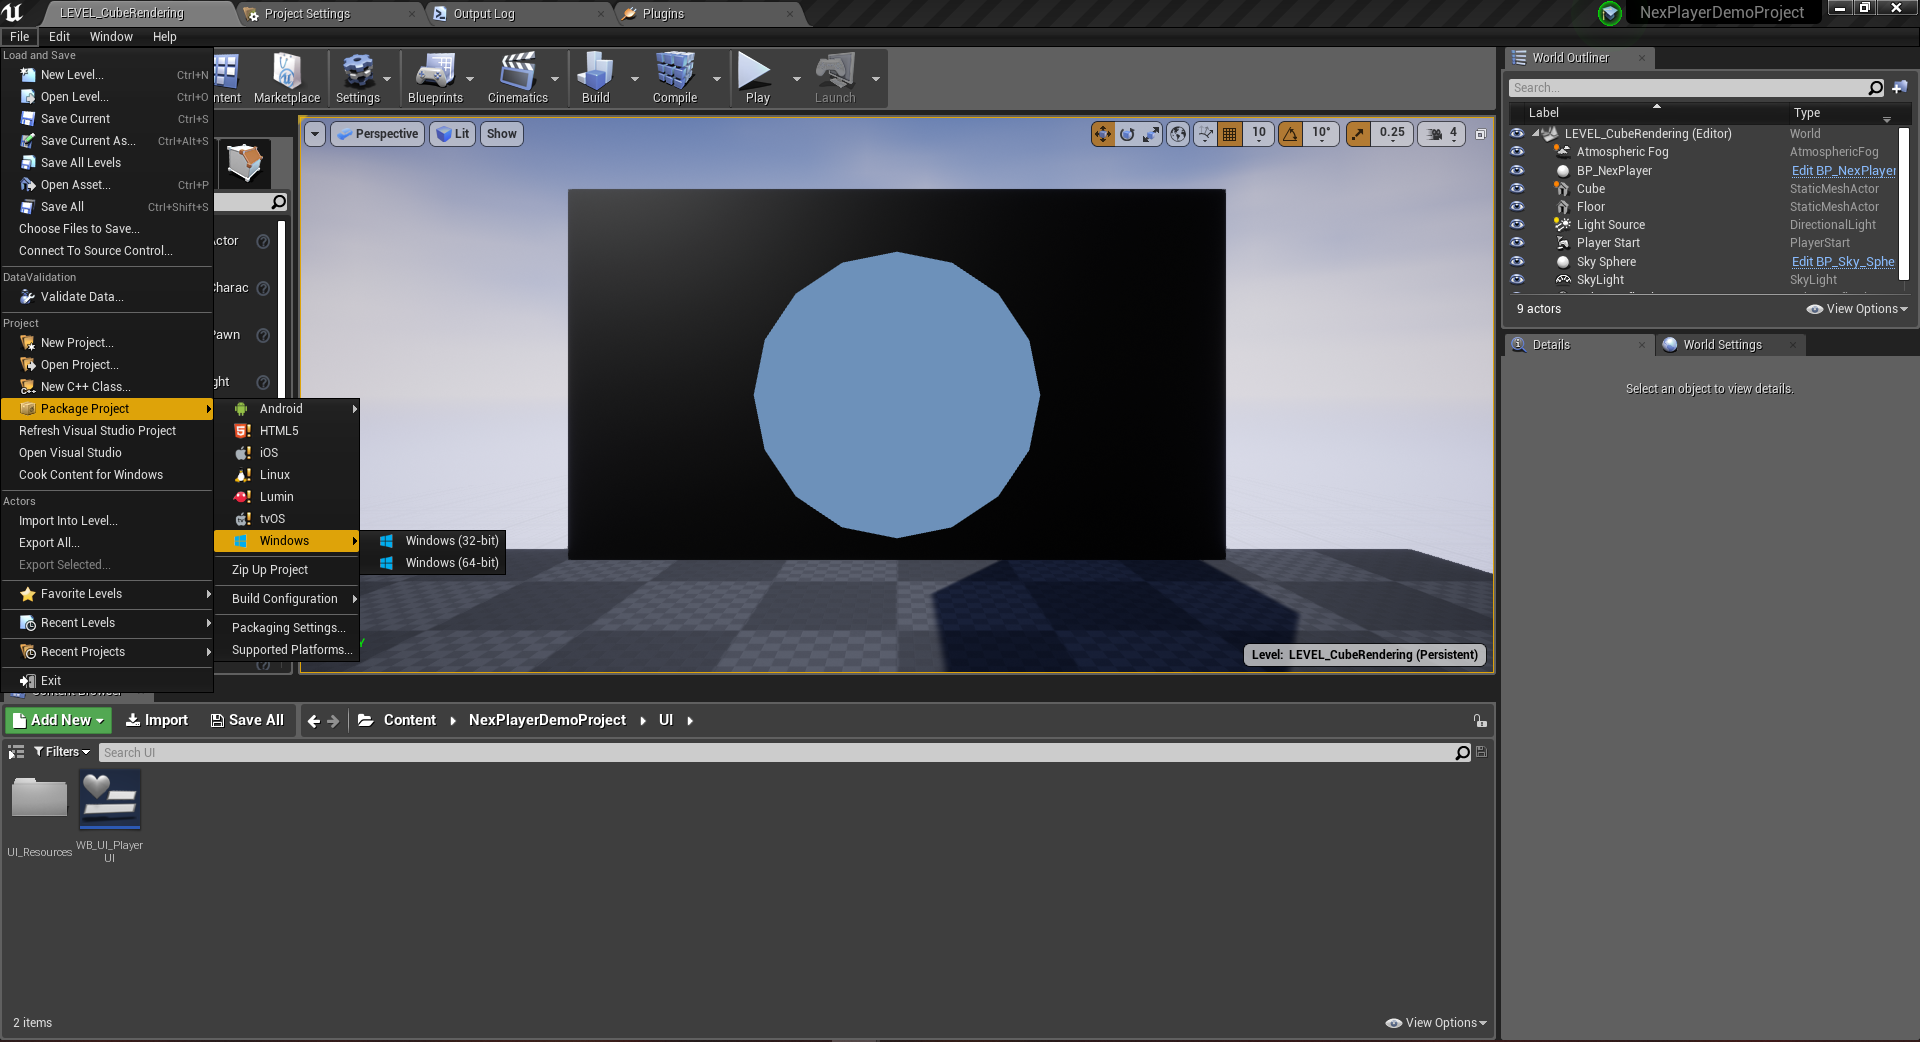 LEVEL_CubeRendering
Project Settings
Output Log
Plugins
NexPlayerDemoProject
File Edit Window Help
Load and Save
New Level... Ctrl+N
Open Level... Ctrl+O
Save Current Ctrl+S
Save Current As... Ctrl+Alt+S
Save All Levels
Open Asset... Ctrl+P
Save All Ctrl+Shift+S
Choose Files to Save...
Connect To Source Control...
DataValidation
Validate Data...
Project
New Project...
Open Project...
New C++ Class...
Package Project
Refresh Visual Studio Project
Open Visual Studio
Cook Content for Windows
Actors
Import Into Level...
Export All...
Export Selected...
Favorite Levels
Recent Levels
Recent Projects
Exit
Android
HTML5
iOS
Linux
Lumin
tvOS
Windows
Zip Up Project
Build Configuration
Packaging Settings...
Supported Platforms...
Windows (32-bit)
Windows (64-bit)
ntent
Marketplace
Settings
Blueprints
Cinematics
Build
Compile
Play
Launch
ctor
Charac
Pawn
ght
Perspective
Lit
Show
10
10°
0.25
4
Level: LEVEL_CubeRendering (Persistent)
World Outliner
Search...
Label Type
LEVEL_CubeRendering (Editor) World
Atmospheric Fog AtmosphericFog
BP_NexPlayer Edit BP_NexPlayer
Cube StaticMeshActor
Floor StaticMeshActor
Light Source DirectionalLight
Player Start PlayerStart
Sky Sphere Edit BP_Sky_Sphe
SkyLight SkyLight
9 actors
View Options
Details
World Settings
Select an object to view details.
Content Browser
Add New
Import
Save All
Content
NexPlayerDemoProject
UI
Filters
Search UI
UI_Resources
WB_UI_Player
UI
2 items
View Options